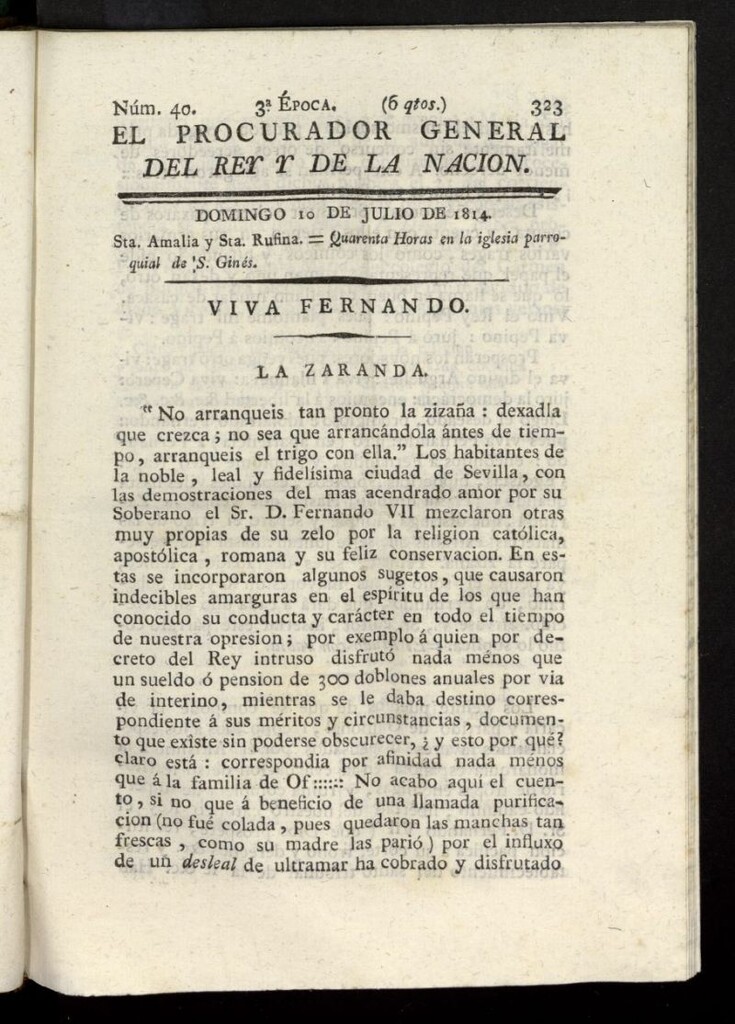 Núm. 40. 3ª ÉPOCA. (6 qtos.) 323
EL PROCURADOR GENERAL
DEL REY Y DE LA NACION.
DOMINGO 10 DE JULIO DE 1814.
Sta. Amalia y Sta. Rufina. = Quarenta Horas en la iglesia parro-
quial de S. Ginés.
VIVA FERNANDO.
LA ZARANDA.
“ No arranqueis tan pronto la zizaña : dexadla
que crezca ; no sea que arrancándola ántes de tiem-
po, arranqueis el trigo con ella.” Los habitantes de
la noble, leal y fidelísima ciudad de Sevilla, con
las demostraciones del mas acendrado amor por su
Soberano el Sr. D. Fernando VII mezclaron otras
muy propias de su zelo por la religion católica,
apostólica, romana y su feliz conservacion. En es-
tas se incorporaron algunos sugetos, que causaron
indecibles amarguras en el espíritu de los que han
conocido su conducta y carácter en todo el tiempo
de nuestra opresion ; por exemplo á quien por de-
creto del Rey intruso disfrutó nada ménos que
un sueldo ó pension de 300 doblones anuales por via
de interino, mientras se le daba destino corres-
pondiente á sus méritos y circunstancias, documen-
to que existe sin poderse obscurecer, ¿ y esto por qué?
claro está : correspondia por afinidad nada menos
que á la familia de Of:::::: No acabo aquí el cuen-
to, si no que á beneficio de una llamada purifica-
cion (no fué colada, pues quedaron las manchas tan
frescas, como su madre las parió) por el influxo
de un desleal de ultramar ha cobrado y disfrutado